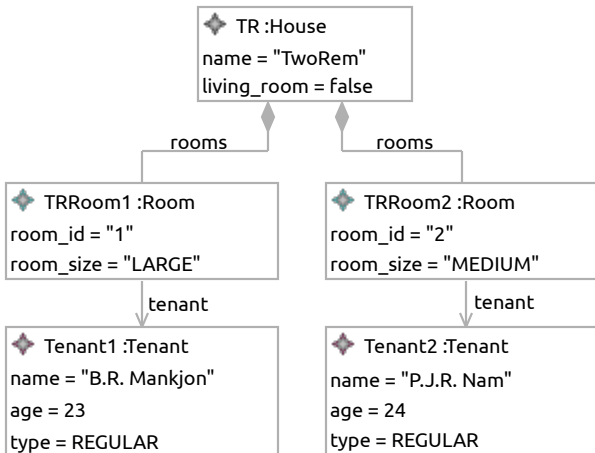 TR :House
name = "TwoRem"
living_room = false
rooms
rooms
TRRoom1 :Room
room_id = "1"
room_size = "LARGE"
TRRoom2 :Room
room_id = "2"
room_size = "MEDIUM"
tenant
tenant
Tenant1 :Tenant
name = "B.R. Mankjon"
age = 23
type = REGULAR
Tenant2 :Tenant
name = "P.J.R. Nam"
age = 24
type = REGULAR